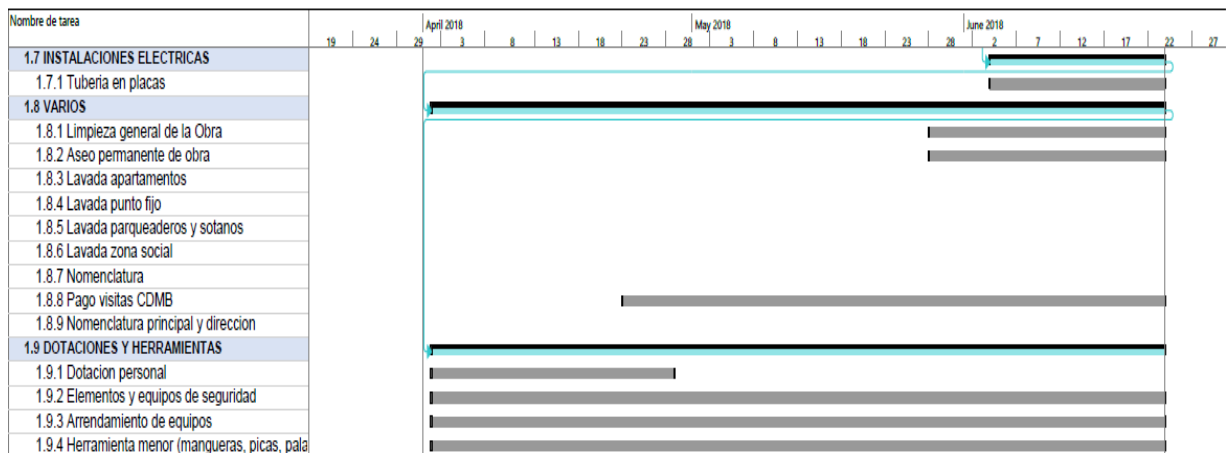 Nombre de tarea
April 2018 May 2018 June 2018
19 24 29 3 8 13 18 23 28 3 8 13 18 23 28 2 7 12 17 22 27
1.7 INSTALACIONES ELECTRICAS
1.7.1 Tuberia en placas
1.8 VARIOS
1.8.1 Limpieza general de la Obra
1.8.2 Aseo permanente de obra
1.8.3 Lavada apartamentos
1.8.4 Lavada punto fijo
1.8.5 Lavada parqueaderos y sotanos
1.8.6 Lavada zona social
1.8.7 Nomenclatura
1.8.8 Pago visitas CDMB
1.8.9 Nomenclatura principal y direccion
1.9 DOTACIONES Y HERRAMIENTAS
1.9.1 Dotacion personal
1.9.2 Elementos y equipos de seguridad
1.9.3 Arrendamiento de equipos
1.9.4 Herramienta menor (mangueras, picas, pala